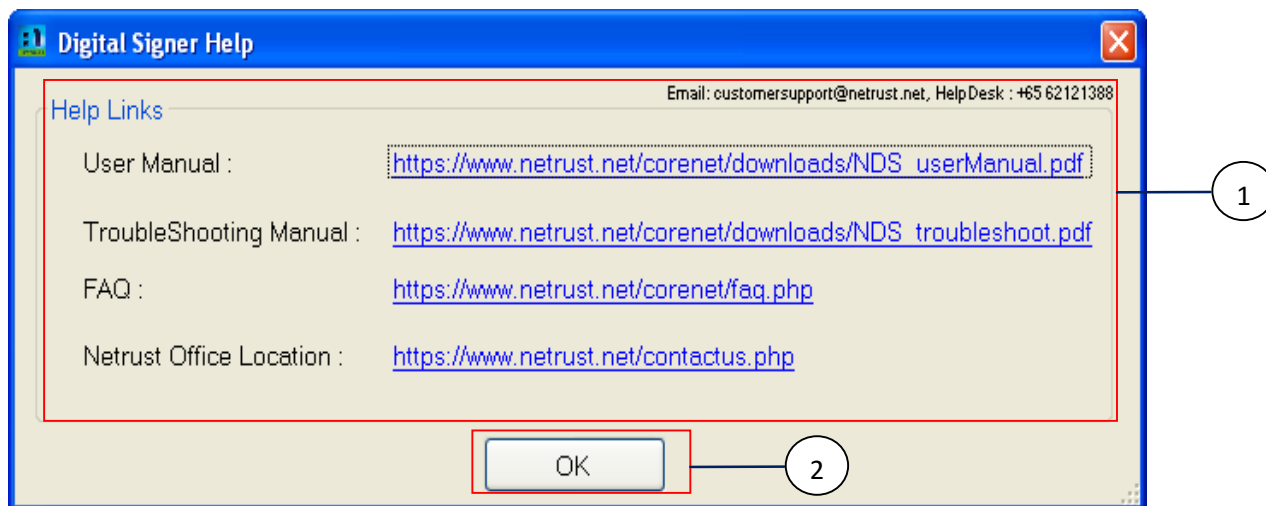 Digital Signer Help
Email: customersupport@netrust.net, HelpDesk : +65 62121388
Help Links
User Manual : https://www.netrust.net/corenet/downloads/NDS_userManual.pdf
1
TroubleShooting Manual : https://www.netrust.net/corenet/downloads/NDS_troubleshoot.pdf
FAQ : https://www.netrust.net/corenet/faq.php
Netrust Office Location : https://www.netrust.net/contactus.php
OK
2